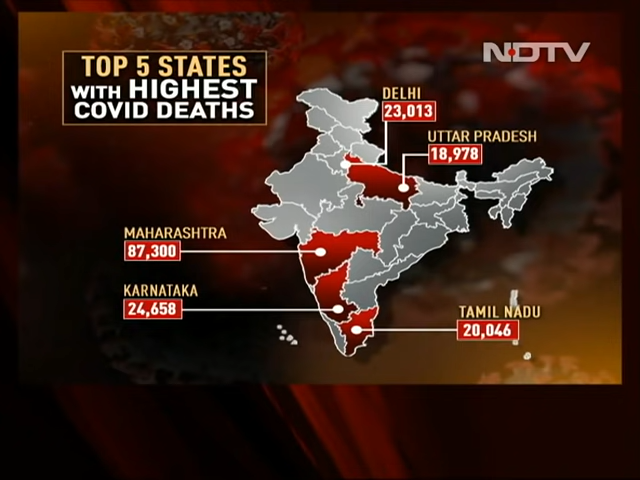 TOP 5 STATES
WITH HIGHEST
COVID DEATHS
NDTV
DELHI
23,013
UTTAR PRADESH
18,978
MAHARASHTRA
87,300
KARNATAKA
24,658
TAMIL NADU
20,046